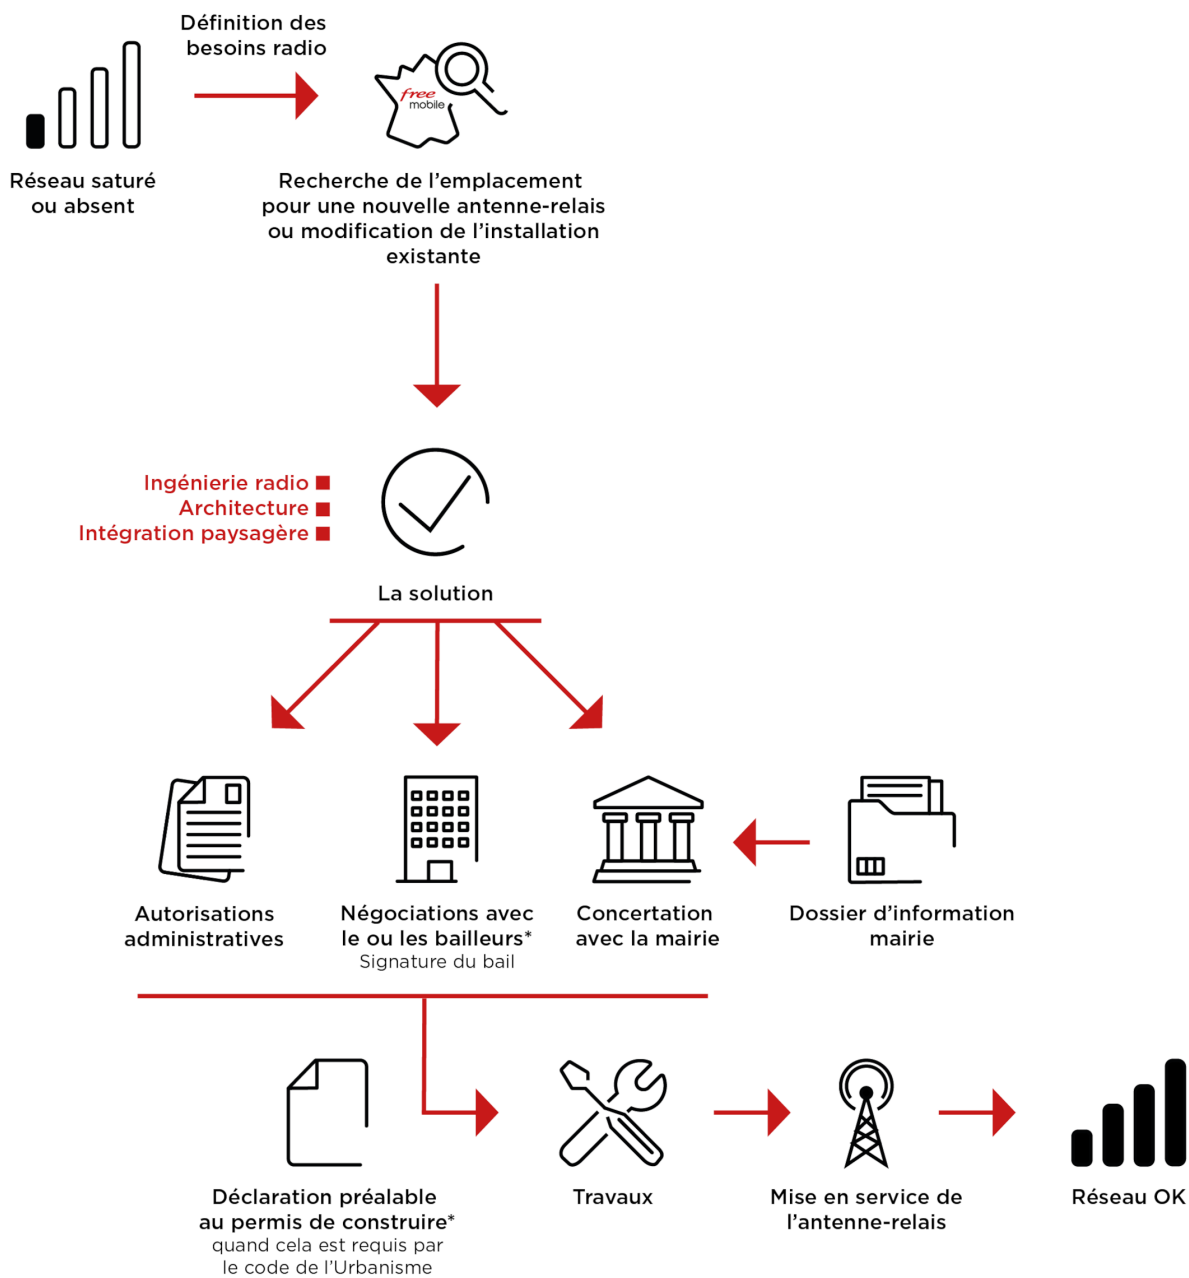 Définition des
besoins radio
free
mobile
Réseau saturé
ou absent
Recherche de l’emplacement
pour une nouvelle antenne-relais
ou modification de l’installation
existante
Ingénierie radio
Architecture
Intégration paysagère
La solution
Autorisations
administratives
Négociations avec
le ou les bailleurs*
Signature du bail
Concertation
avec la mairie
Dossier d’information
mairie
Déclaration préalable
au permis de construire*
quand cela est requis par
le code de l’Urbanisme
Travaux
Mise en service de
l’antenne-relais
Réseau OK